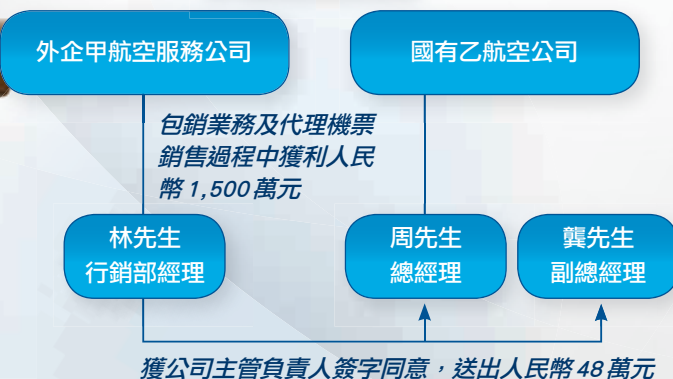 外企甲航空服務公司
國有乙航空公司
包銷業務及代理機票
銷售過程中獲利人民
幣 1,500 萬元
林先生
行銷部經理
周先生
總經理
龔先生
副總經理
獲公司主管負責人簽字同意，送出人民幣 48 萬元